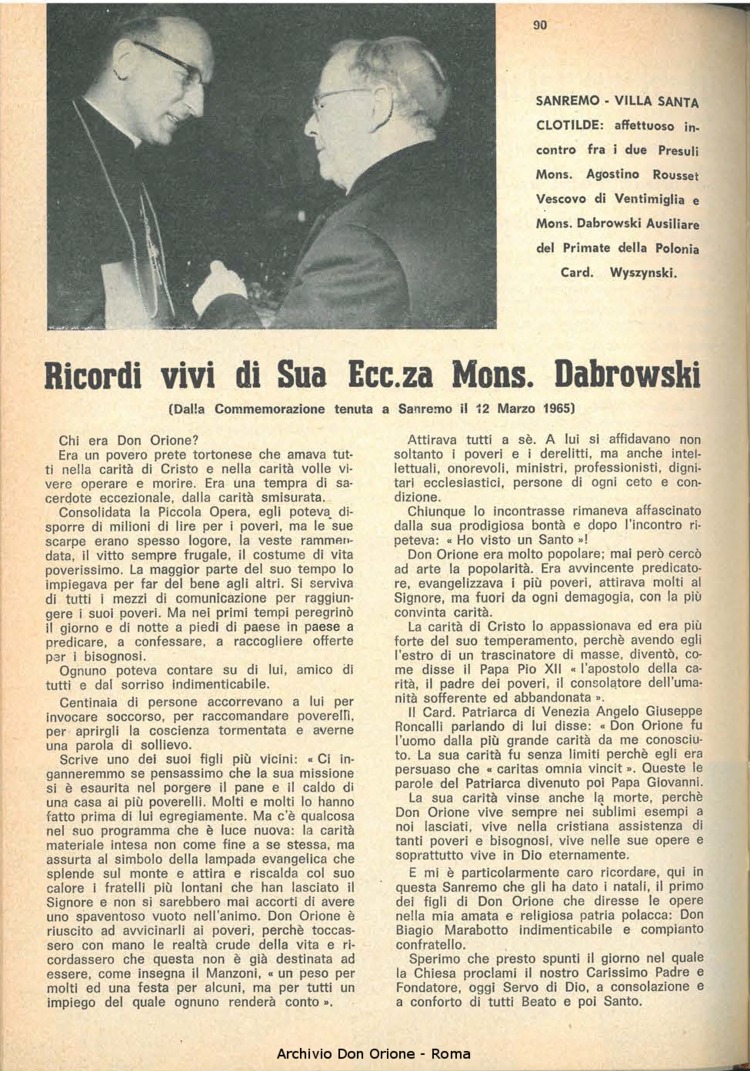 90
SANREMO - VILLA SANTA
CLOTILDE: affettuoso in-
contro fra i due Presuli
Mons. Agostino Rousset
Vescovo di Ventimiglia e
Mons. Dabrowski Ausiliare
del Primate della Polonia
Card. Wyszynski.
Ricordi vivi di Sua Ecc.za Mons. Dabrowski
(Dalla Commemorazione tenuta a Sanremo il 12 Marzo 1965)
Chi era Don Orione?
Era un povero prete tortonese che amava tut-
ti nella carità di Cristo e nella carità volle vi-
vere operare e morire. Era una tempra di sa-
cerdote eccezionale, dalla carità smisurata.
Consolidata la Piccola Opera, egli poteva di-
sporre di milioni di lire per i poveri, ma le sue
scarpe erano spesso logore, la veste rammen-
data, il vitto sempre frugale, il costume di vita
poverissimo. La maggior parte del suo tempo lo
impiegava per far del bene agli altri. Si serviva
di tutti i mezzi di comunicazione per raggiun-
gere i suoi poveri. Ma nei primi tempi peregrinò
il giorno e di notte a piedi di paese in paese a
predicare, a confessare, a raccogliere offerte
per i bisognosi.
Ognuno poteva contare su di lui, amico di
tutti e dal sorriso indimenticabile.
Centinaia di persone accorrevano a lui per
invocare soccorso, per raccomandare poverelli,
per aprirgli la coscienza tormentata e averne
una parola di sollievo.
Scrive uno dei suoi figli più vicini: « Ci in-
ganneremmo se pensassimo che la sua missione
si è esaurita nel porgere il pane e il caldo di
una casa ai più poverelli. Molti e molti lo hanno
fatto prima di lui egregiamente. Ma c'è qualcosa
nel suo programma che è luce nuova: la carità
materiale intesa non come fine a se stessa, ma
assurta al simbolo della lampada evangelica che
splende sul monte e attira e riscalda col suo
calore i fratelli più lontani che han lasciato il
Signore e non si sarebbero mai accorti di avere
uno spaventoso vuoto nell'animo. Don Orione è
riuscito ad avvicinarli ai poveri, perchè toccas-
sero con mano le realtà crude della vita e ri-
cordassero che questa non è già destinata ad
essere, come insegna il Manzoni, « un peso per
molti ed una festa per alcuni, ma per tutti un
impiego del quale ognuno renderà conto ».
Attirava tutti a sè. A lui si affidavano non
soltanto i poveri e i derelitti, ma anche intel-
lettuali, onorevoli, ministri, professionisti, digni-
tari ecclesiastici, persone di ogni ceto e con-
dizione.
Chiunque lo incontrasse rimaneva affascinato
dalla sua prodigiosa bontà e dopo l'incontro ri-
peteva: « Ho visto un Santo »!
Don Orione era molto popolare; mai però cercò
ad arte la popolarità. Era avvincente predicato-
re, evangelizzava i più poveri, attirava molti al
Signore, ma fuori da ogni demagogia, con la più
convinta carità.
La carità di Cristo lo appassionava ed era più
forte del suo temperamento, perchè avendo egli
l'estro di un trascinatore di masse, diventò, co-
me disse il Papa Pio XII « l'apostolo della ca-
rità, il padre dei poveri, il consolatore dell'uma-
nità sofferente ed abbandonata ».
Il Card. Patriarca di Venezia Angelo Giuseppe
Roncalli parlando di lui disse: « Don Orione fu
l'uomo dalla più grande carità da me conosciu-
to. La sua carità fu senza limiti perchè egli era
persuaso che « caritas omnia vincit ». Queste le
parole del Patriarca divenuto poi Papa Giovanni.
La sua carità vinse anche la morte, perchè
Don Orione vive sempre nei sublimi esempi a
noi lasciati, vive nella cristiana assistenza di
tanti poveri e bisognosi, vive nelle sue opere e
soprattutto vive in Dio eternamente.
E mi è particolarmente caro ricordare, qui in
questa Sanremo che gli ha dato i natali, il primo
dei figli di Don Orione che diresse le opere
nella mia amata e religiosa patria polacca: Don
Biagio Marabotto indimenticabile e compianto
confratello.
Sperimo che presto spunti il giorno nel quale
la Chiesa proclami il nostro Carissimo Padre e
Fondatore, oggi Servo di Dio, a consolazione e
a conforto di tutti Beato e poi Santo.
Archivio Don Orione - Roma